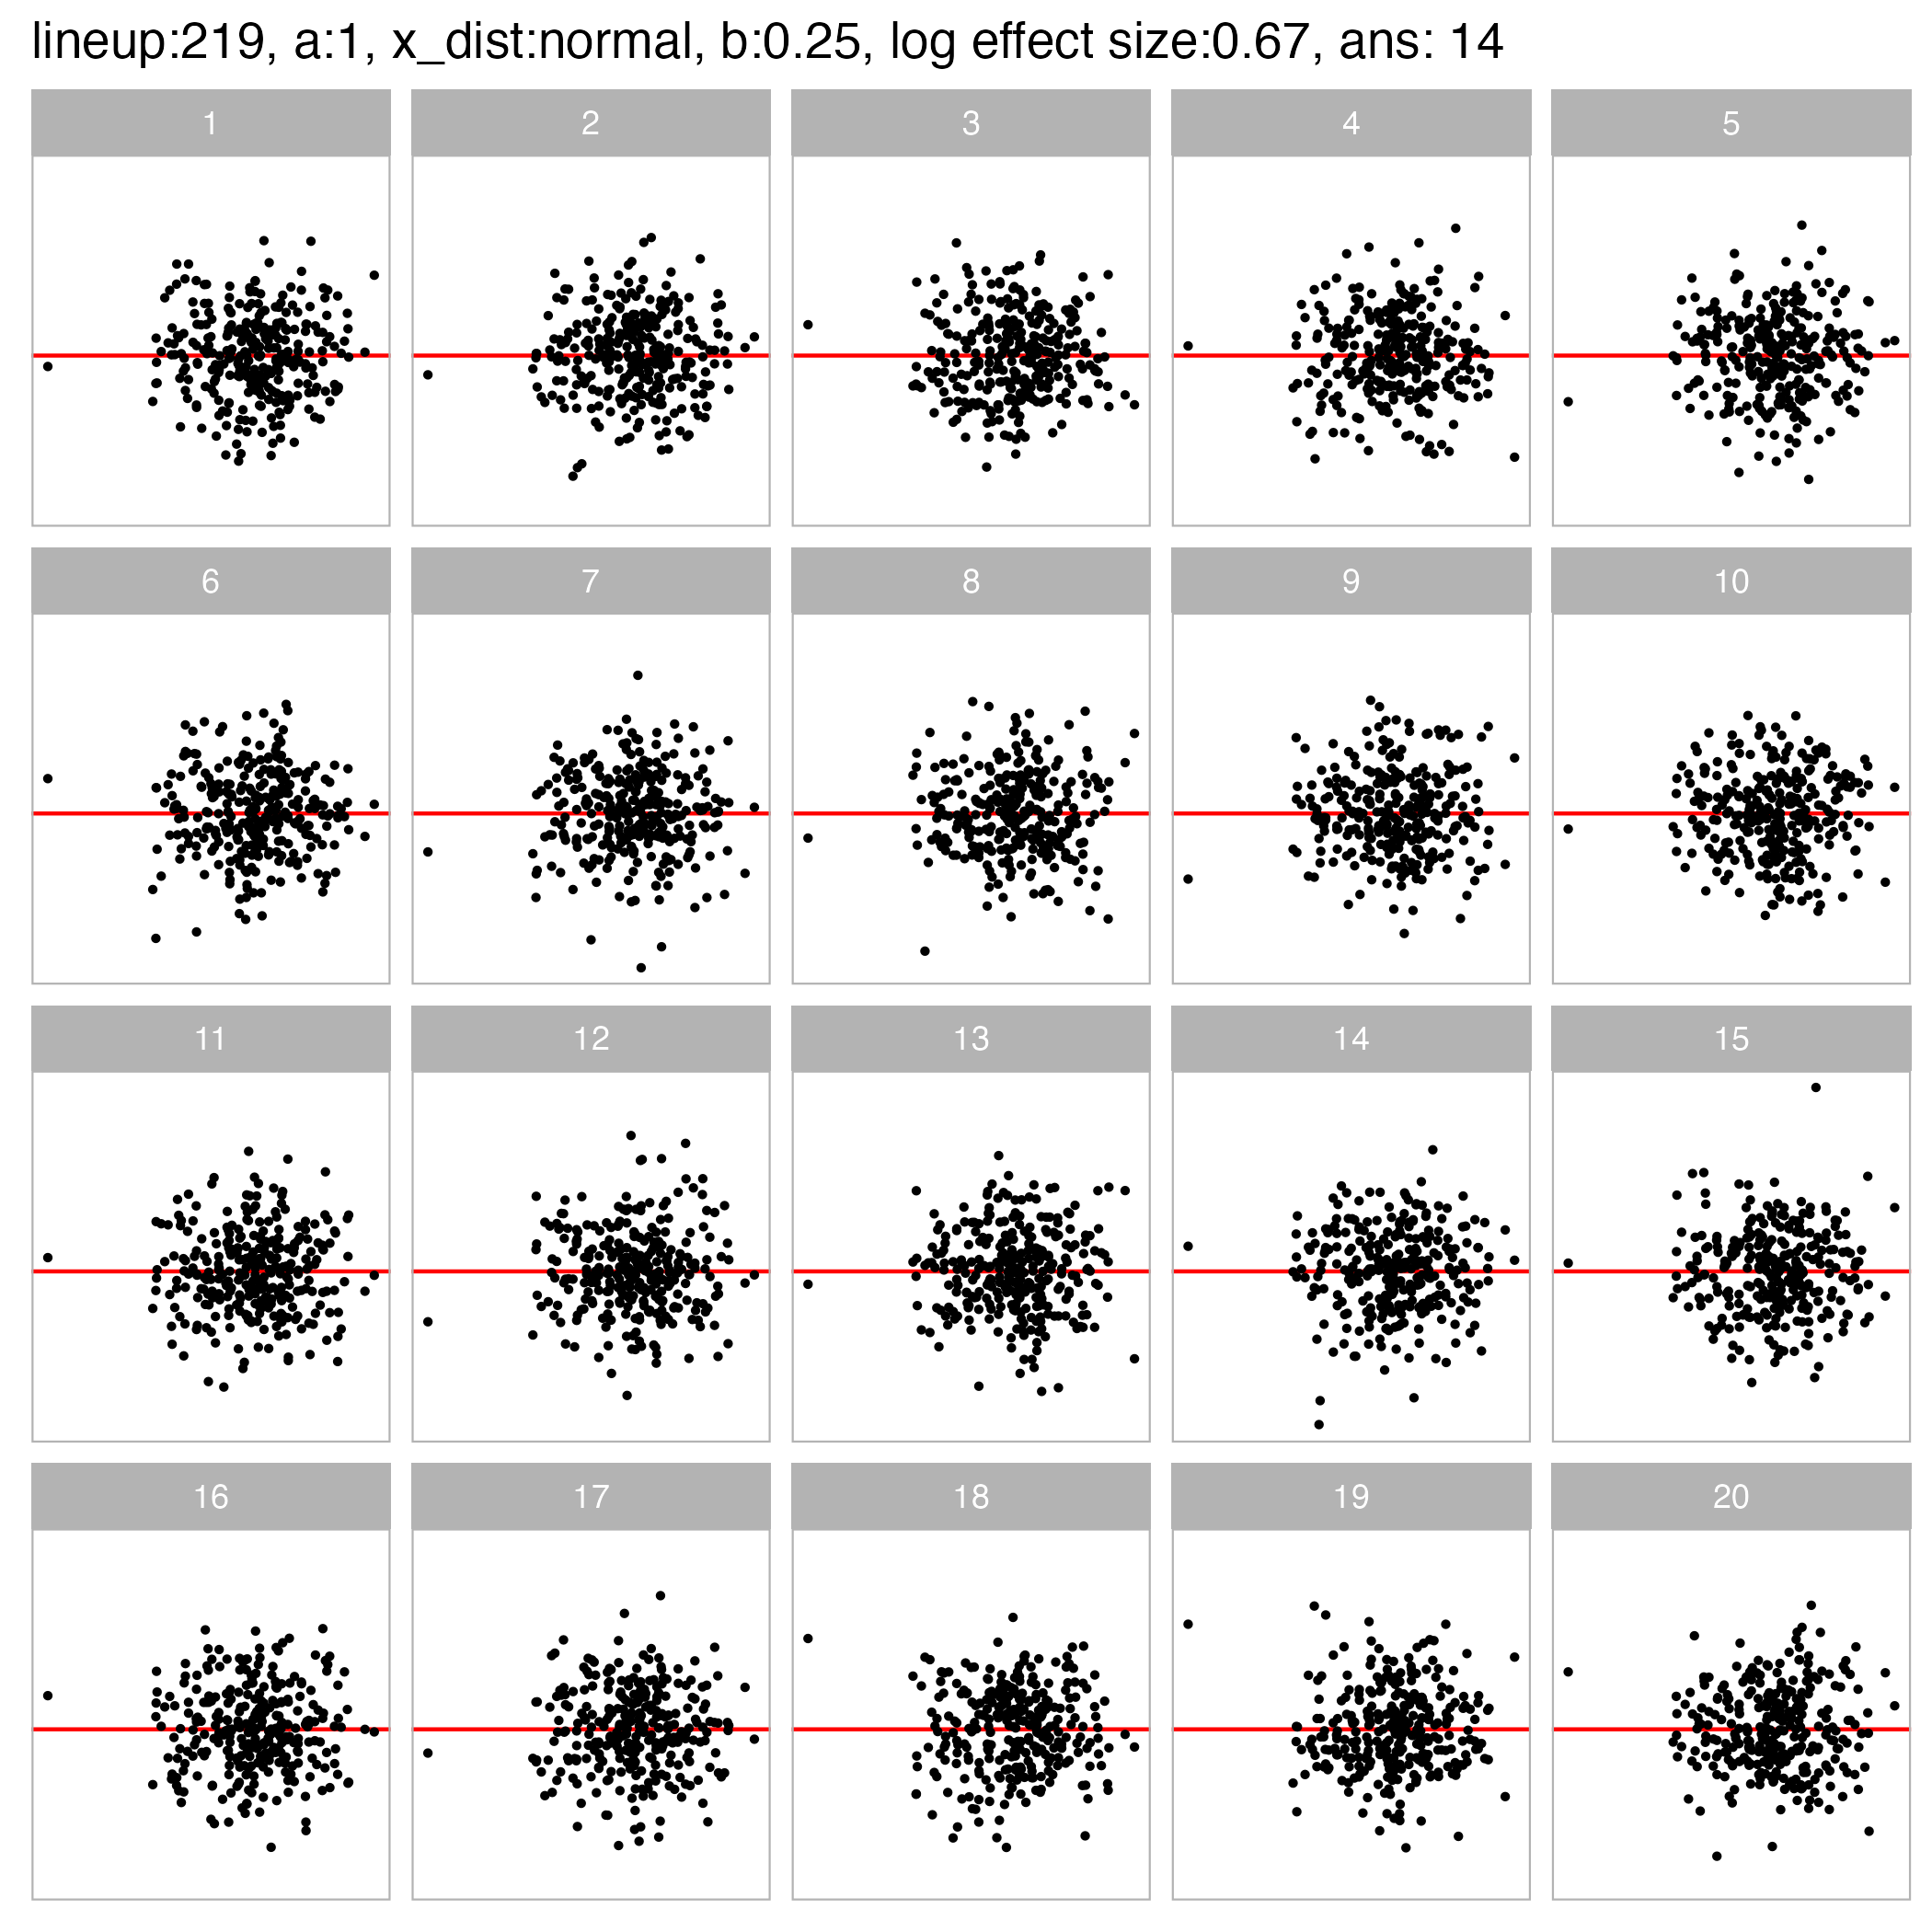 lineup:219, a:1, x_dist:normal, b:0.25, log effect size:0.67, ans: 14
1 2 3 4 5
6 7 8 9 10
11 12 13 14 15
16 17 18 19 20